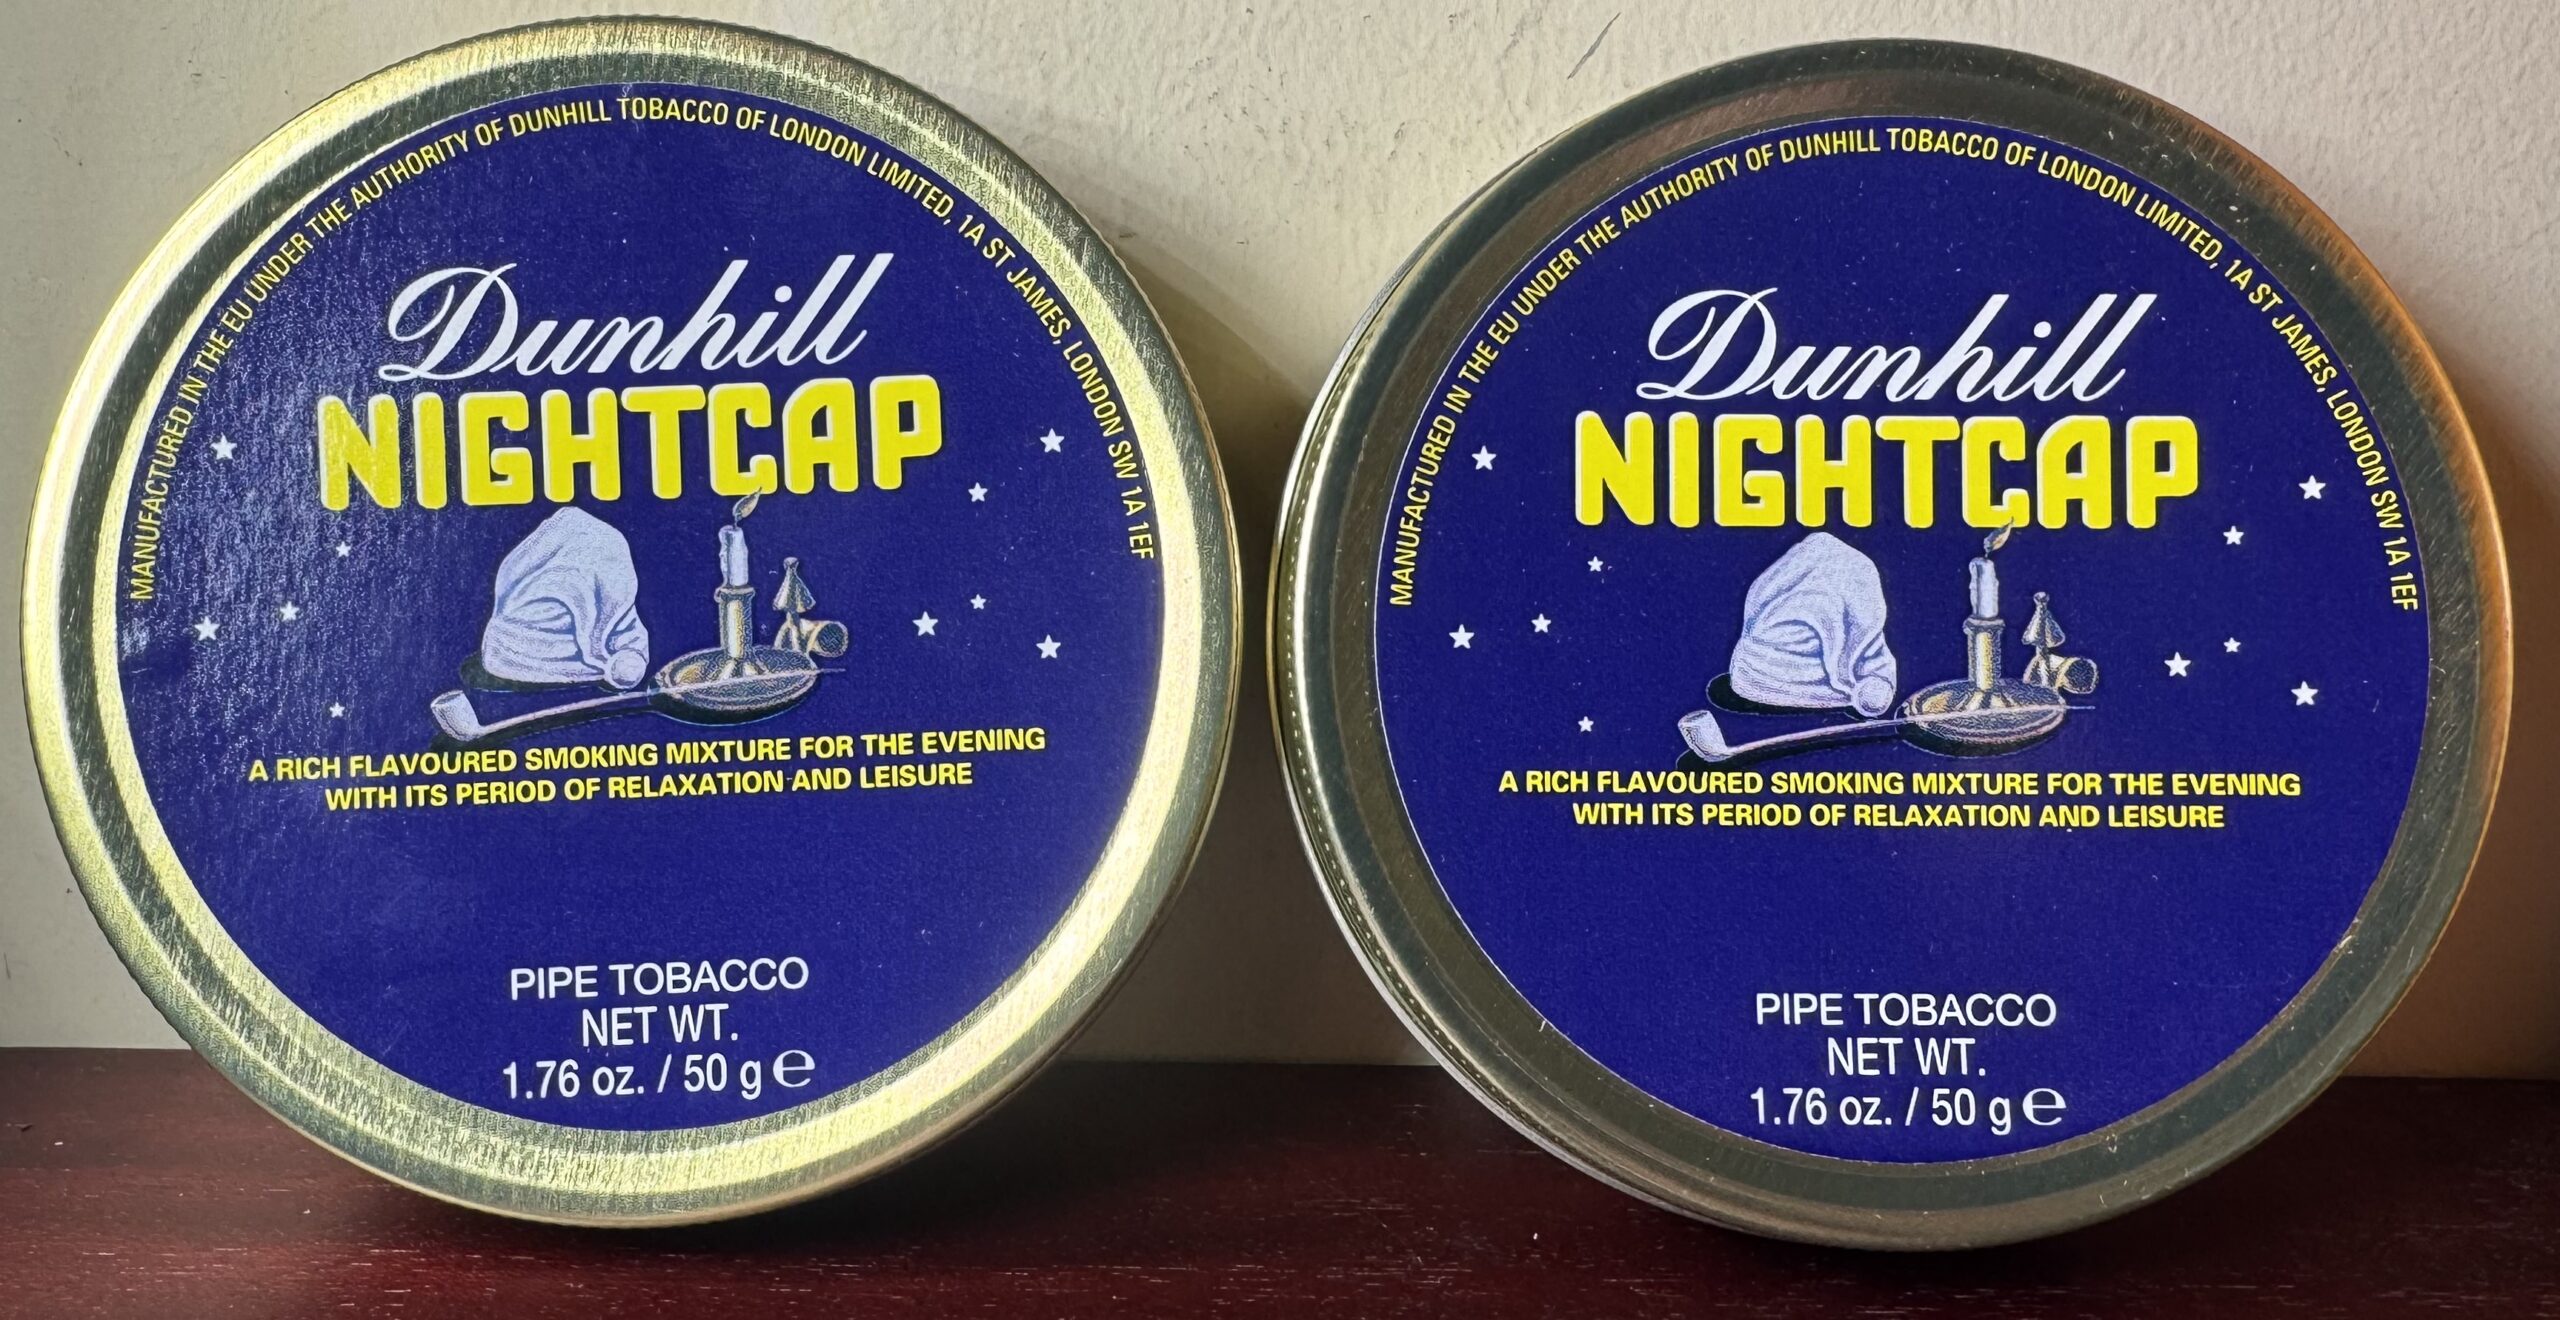 MANUFACTURED IN THE EU UNDER THE AUTHORITY OF DUNHILL TOBACCO OF LONDON LIMITED, 1A ST JAMES, LONDON SW 1A 1EF
Dunhill
NIGHTCAP
A RICH FLAVOURED SMOKING MIXTURE FOR THE EVENING
WITH ITS PERIOD OF RELAXATION AND LEISURE
PIPE TOBACCO
NET WT.
1.76 oz. / 50 g ℮
MANUFACTURED IN THE EU UNDER THE AUTHORITY OF DUNHILL TOBACCO OF LONDON LIMITED, 1A ST JAMES, LONDON SW 1A 1EF
Dunhill
NIGHTCAP
A RICH FLAVOURED SMOKING MIXTURE FOR THE EVENING
WITH ITS PERIOD OF RELAXATION AND LEISURE
PIPE TOBACCO
NET WT.
1.76 oz. / 50 g ℮